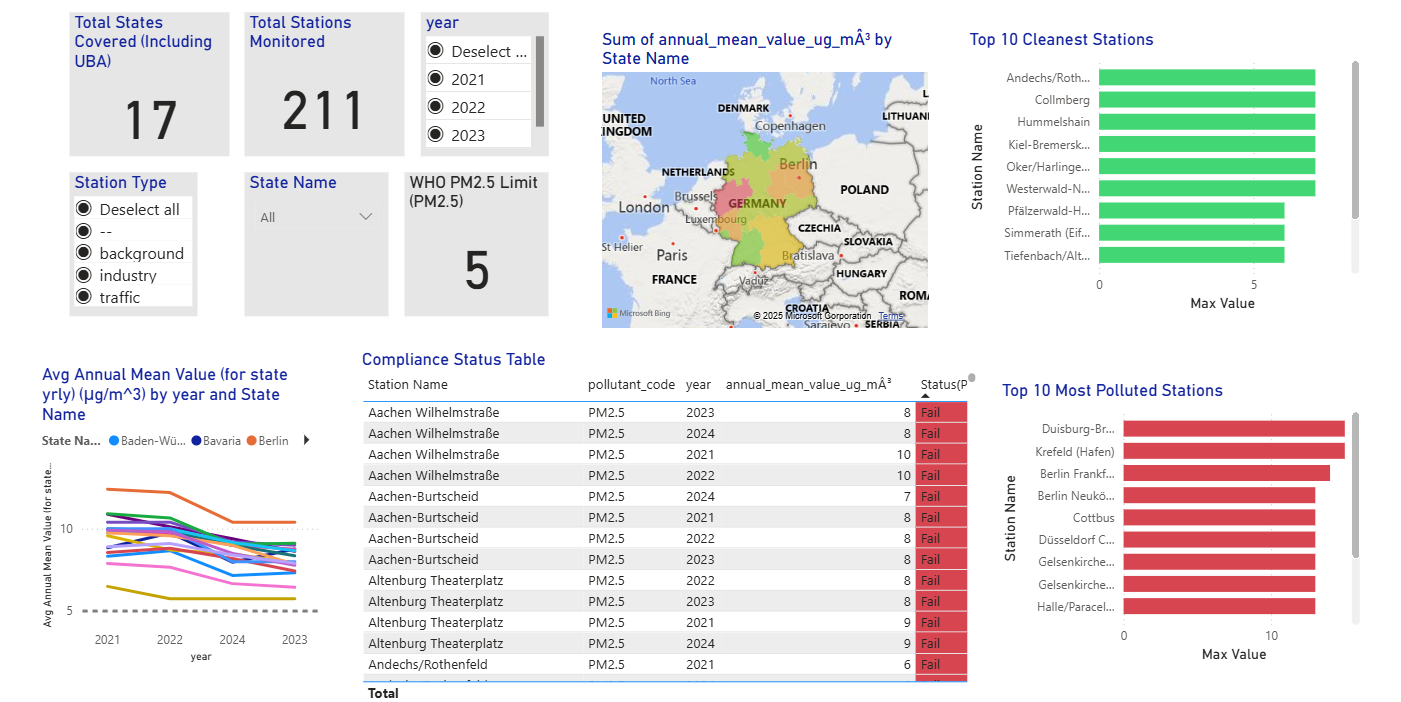 Total States
Covered (Including
UBA)
17
Total Stations
Monitored
211
year
Deselect ...
2021
2022
2023
Station Type
Deselect all
--
background
industry
traffic
State Name
All
WHO PM2.5 Limit
(PM2.5)
5
Sum of annual_mean_value_ug_mÂ³ by
State Name
North Sea
DENMARK
UNITED
KINGDOM
Copenhagen
LITHUANI
NETHERLANDS
Berlin
London
Brussels
GERMANY
POLAND
Luxembourg
St Helier
Paris
CZECHIA
SLOVAKIA
Bratislava
FRANCE
Vaduz
HUNGARY
CROATIA
ROMA
Sarajevo
SERBIA
Microsoft Bing
© 2025 Microsoft Corporation Terms
Top 10 Cleanest Stations
Station Name
Andechs/Roth...
Collmberg
Hummelshain
Kiel-Bremersk...
Oker/Harlinge...
Westerwald-N...
Pfälzerwald-H...
Simmerath (Eif...
Tiefenbach/Alt...
0 5
Max Value
Avg Annual Mean Value (for state
yrly) (µg/m^3) by year and State
Name
State Na... Baden-Wü... Bavaria Berlin
Avg Annual Mean Value (for state...
10
5
2021 2022 2024 2023
year
Compliance Status Table
Station Name pollutant_code year annual_mean_value_ug_mÂ³ Status(P
Aachen Wilhelmstraße PM2.5 2023 8 Fail
Aachen Wilhelmstraße PM2.5 2024 8 Fail
Aachen Wilhelmstraße PM2.5 2021 10 Fail
Aachen Wilhelmstraße PM2.5 2022 10 Fail
Aachen-Burtscheid PM2.5 2024 7 Fail
Aachen-Burtscheid PM2.5 2021 8 Fail
Aachen-Burtscheid PM2.5 2022 8 Fail
Aachen-Burtscheid PM2.5 2023 8 Fail
Altenburg Theaterplatz PM2.5 2022 8 Fail
Altenburg Theaterplatz PM2.5 2023 8 Fail
Altenburg Theaterplatz PM2.5 2021 9 Fail
Altenburg Theaterplatz PM2.5 2024 9 Fail
Andechs/Rothenfeld PM2.5 2021 6 Fail
Total
Top 10 Most Polluted Stations
Station Name
Duisburg-Br...
Krefeld (Hafen)
Berlin Frankf...
Berlin Neukö...
Cottbus
Düsseldorf C...
Gelsenkirche...
Gelsenkirche...
Halle/Paracel...
0 10
Max Value